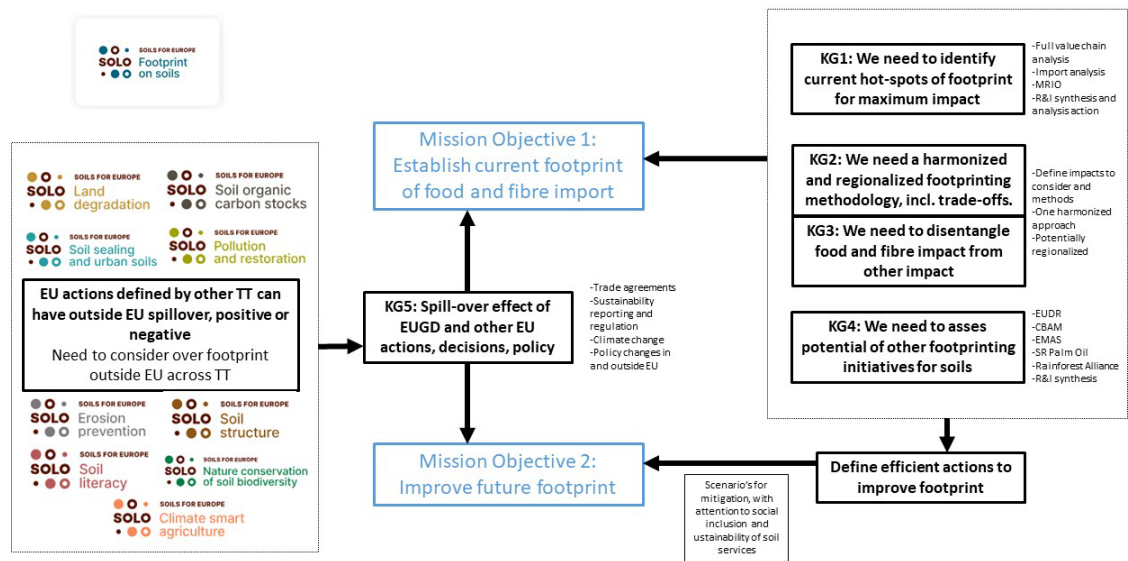 SOILS FOR EUROPE
SOLO Footprint
on soils
SOILS FOR EUROPE
SOLO Land
degradation
SOILS FOR EUROPE
SOLO Soil organic
carbon stocks
SOILS FOR EUROPE
SOLO Soil sealing
and urban soils
SOILS FOR EUROPE
SOLO Pollution
and restoration
EU actions defined by other TT can
have outside EU spillover, positive or
negative
Need to consider over footprint
outside EU across TT
SOILS FOR EUROPE
SOLO Erosion
prevention
SOILS FOR EUROPE
SOLO Soil
structure
SOILS FOR EUROPE
SOLO Soil
literacy
SOILS FOR EUROPE
SOLO Nature conservation
of soil biodiversity
SOILS FOR EUROPE
SOLO Climate smart
agriculture
Mission Objective 1:
Establish current footprint
of food and fibre import
KG5: Spill-over effect of
EUGD and other EU
actions, decisions, policy
-Trade agreements
-Sustainability
reporting and
regulation
-Climate change
-Policy changes in
and outside EU
Mission Objective 2:
Improve future footprint
KG1: We need to identify
current hot-spots of footprint
for maximum impact
-Full value chain
analysis
-Import analysis
-MRIO
-R&I synthesis and
analysis action
KG2: We need a harmonized
and regionalized footprinting
methodology, incl. trade-offs.
KG3: We need to disentangle
food and fibre impact from
other impact
-Define impacts to
consider and
methods
-One harmonized
approach
-Potentially
regionalized
KG4: We need to asses
potential of other footprinting
initiatives for soils
-EUDR
-CBAM
-EMAS
-SR Palm Oil
-Rainforest Alliance
-R&I synthesis
Define efficient actions to
improve footprint
Scenario's for
mitigation, with
attention to social
inclusion and
ustainability of soil
services